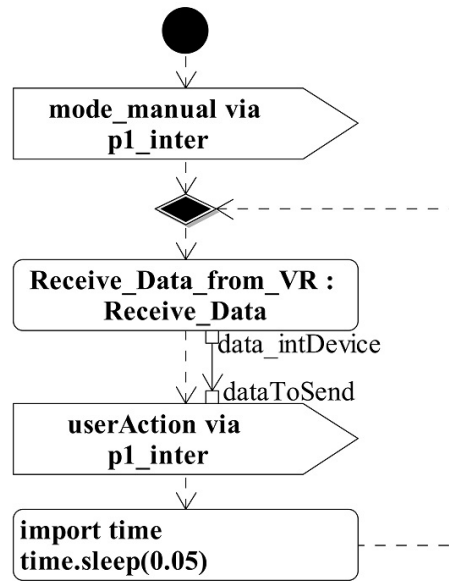 mode_manual via
p1_inter
Receive_Data_from_VR :
Receive_Data
data_intDevice
dataToSend
userAction via
p1_inter
import time
time.sleep(0.05)